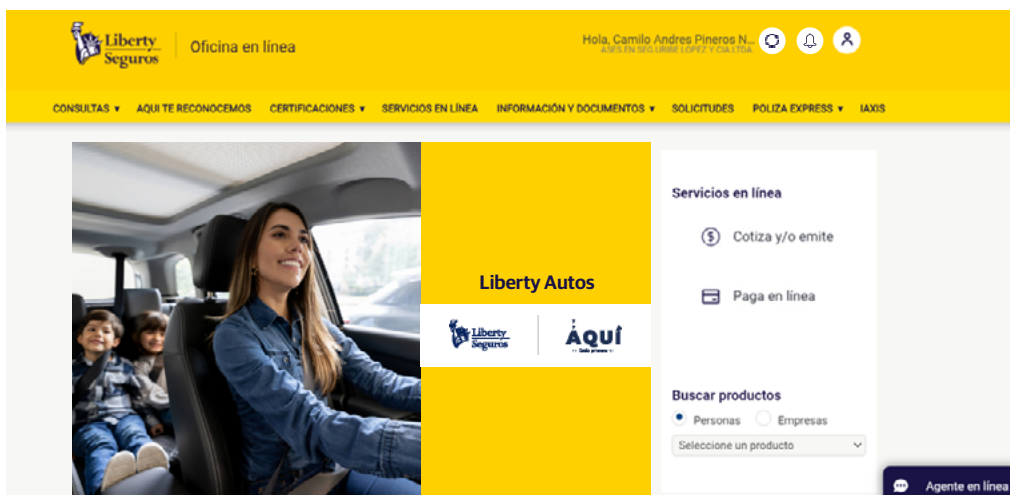 Liberty
Seguros
Oficina en línea
Hola, Camilo Andres Pineros N...
ASES EN SEG URIBE LOPEZ Y CIA LTDA
CONSULTAS ▼ AQUI TE RECONOCEMOS CERTIFICACIONES ▼ SERVICIOS EN LÍNEA INFORMACIÓN Y DOCUMENTOS ▼ SOLICITUDES POLIZA EXPRESS ▼ IAXIS
Servicios en línea
Cotiza y/o emite
Paga en línea
Liberty Autos
Liberty
Seguros
AQUÍ
Buscar productos
Personas Empresas
Seleccione un producto
Agente en línea